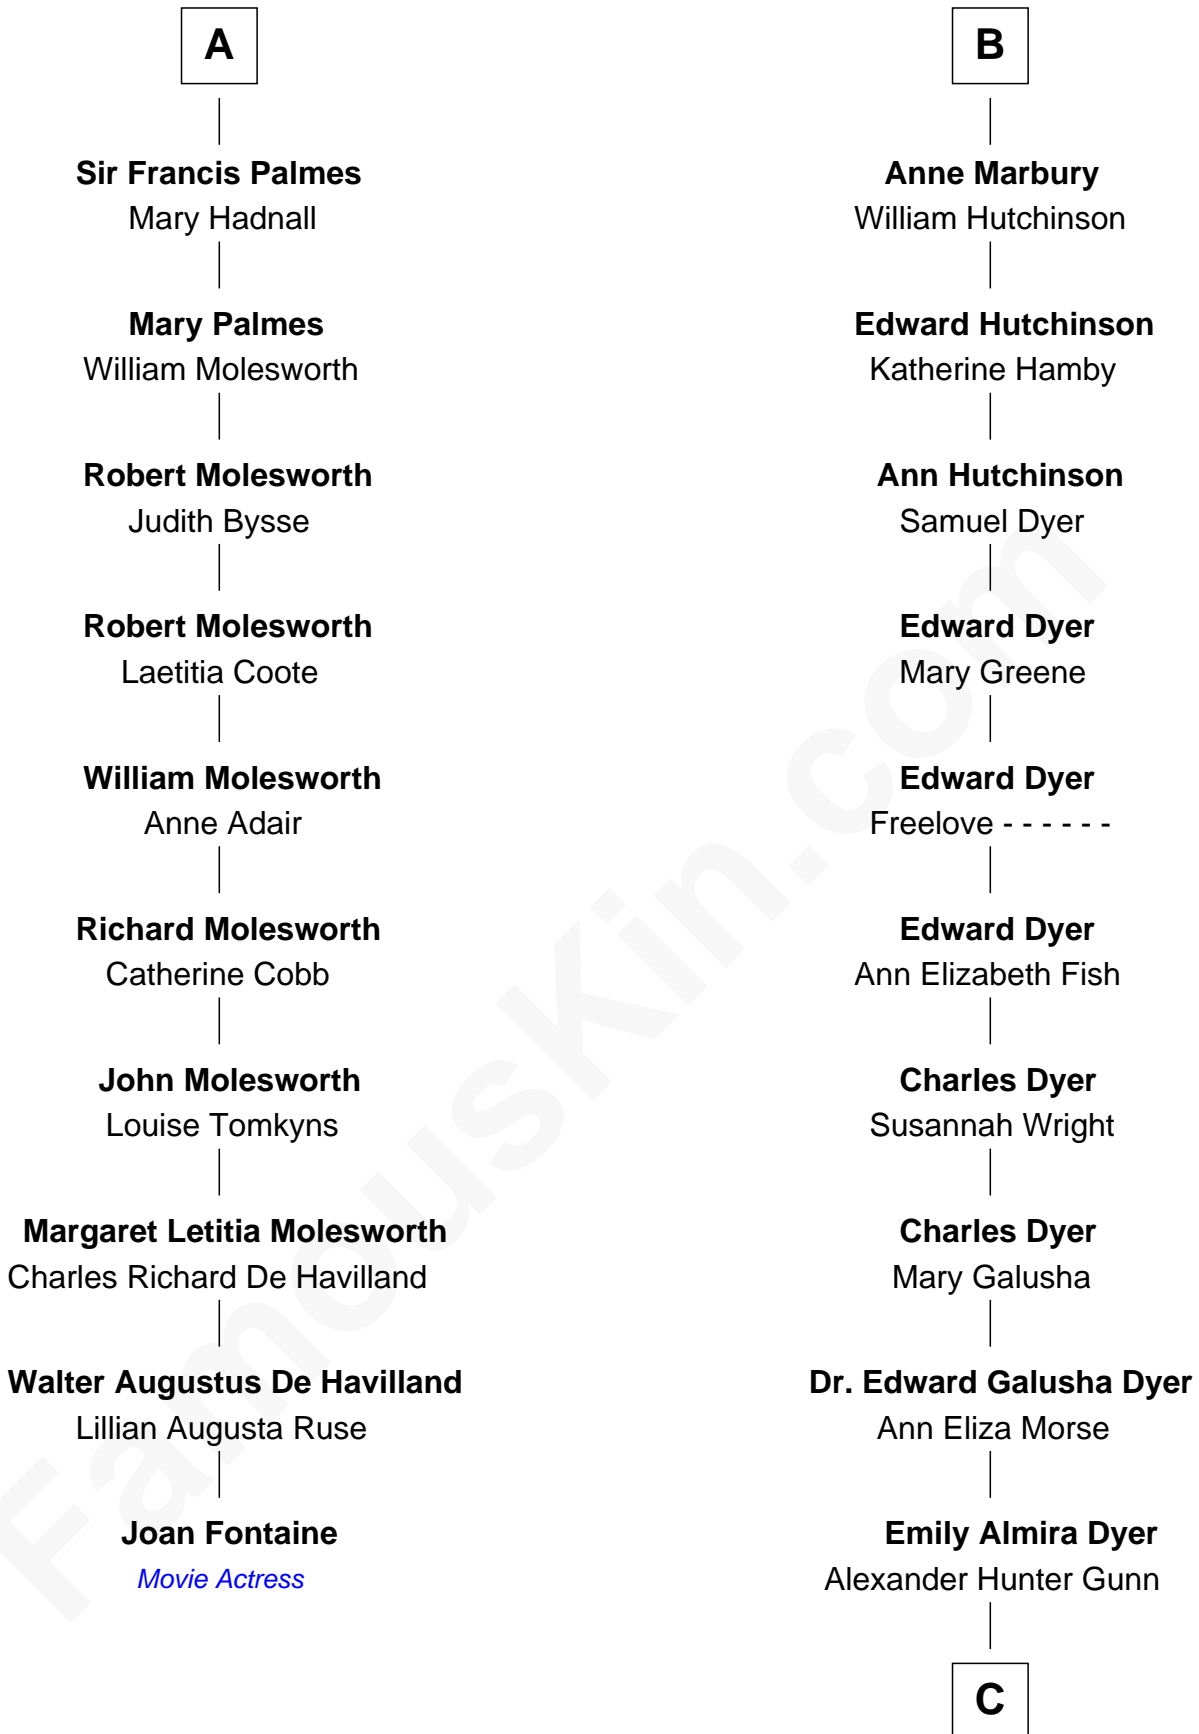 A
Sir Francis Palmes
Mary Hadnall
Mary Palmes
William Molesworth
Robert Molesworth
Judith Bysse
Robert Molesworth
Laetitia Coote
William Molesworth
Anne Adair
Richard Molesworth
Catherine Cobb
John Molesworth
Louise Tomkyns
Margaret Letitia Molesworth
Charles Richard De Havilland
Walter Augustus De Havilland
Lillian Augusta Ruse
Joan Fontaine
Movie Actress
B
Anne Marbury
William Hutchinson
Edward Hutchinson
Katherine Hamby
Ann Hutchinson
Samuel Dyer
Edward Dyer
Mary Greene
Edward Dyer
Freelove - - - - - -
Edward Dyer
Ann Elizabeth Fish
Charles Dyer
Susannah Wright
Charles Dyer
Mary Galusha
Dr. Edward Galusha Dyer
Ann Eliza Morse
Emily Almira Dyer
Alexander Hunter Gunn
C
FamousKin.com